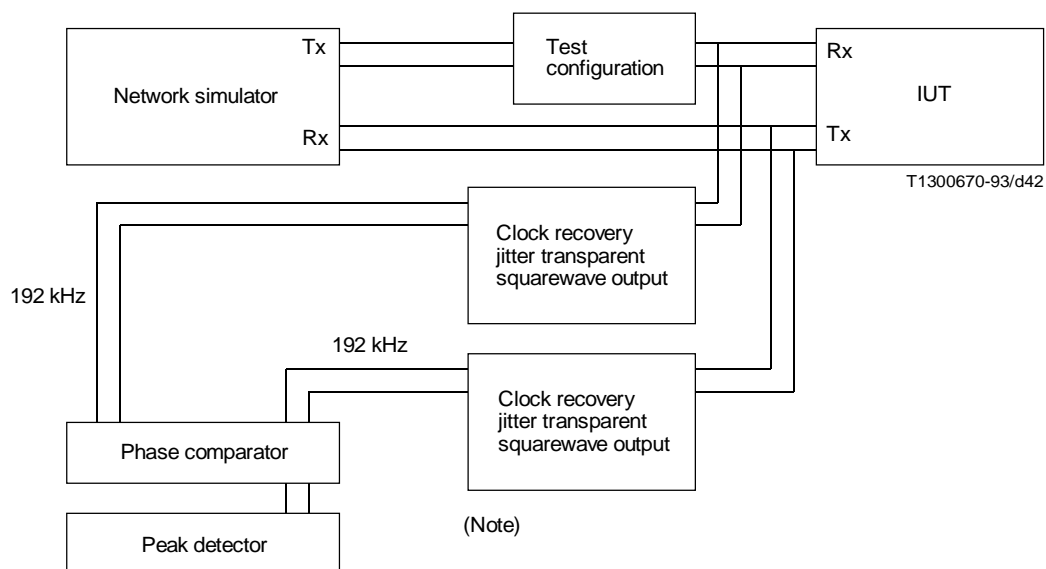 Tx
Test
configuration
Rx
Network simulator
IUT
Rx
Tx
T1300670-93/d42
Clock recovery
jitter transparent
squarewave output
192 kHz
192 kHz
Clock recovery
jitter transparent
squarewave output
Phase comparator
(Note)
Peak detector